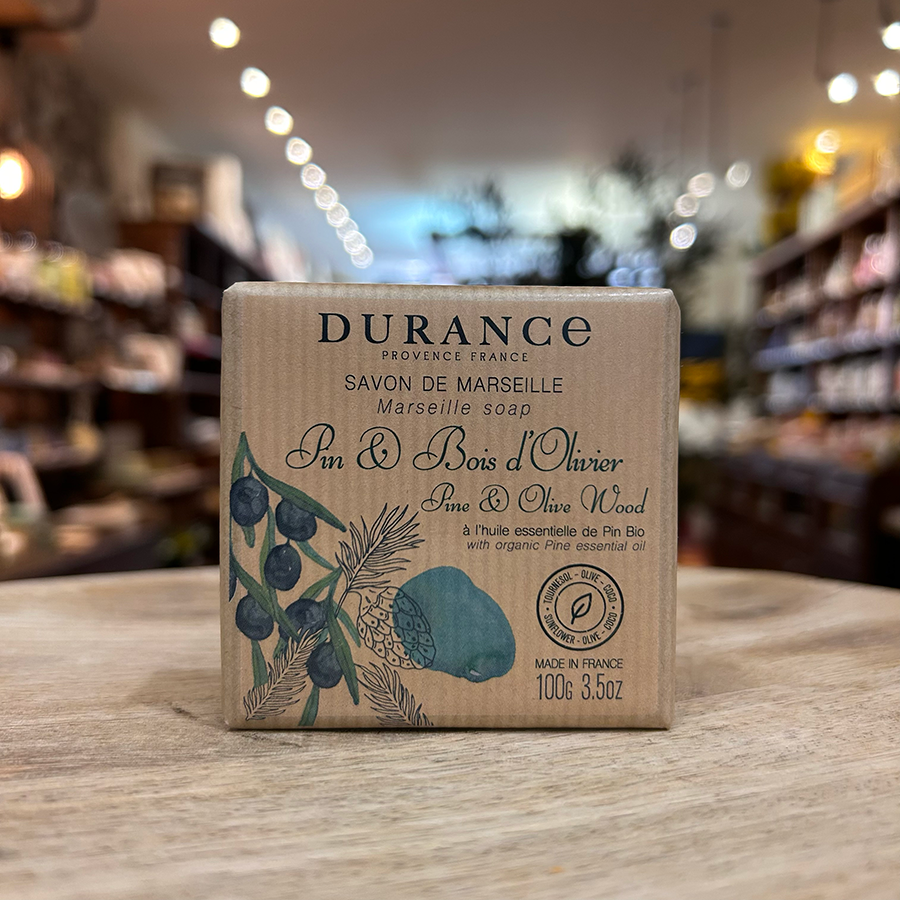 DURANCe
PROVENCE FRANCE
SAVON DE MARSEILLE
Marseille soap
Pin & Bois d'Olivier
Pine & Olive Wood
à l'huile essentielle de Pin Bio
with organic Pine essential oil
TOURNESOL - OLIVE - COCO
SUNFLOWER - OLIVE - COCO
MADE IN FRANCE
100G 3.5OZ